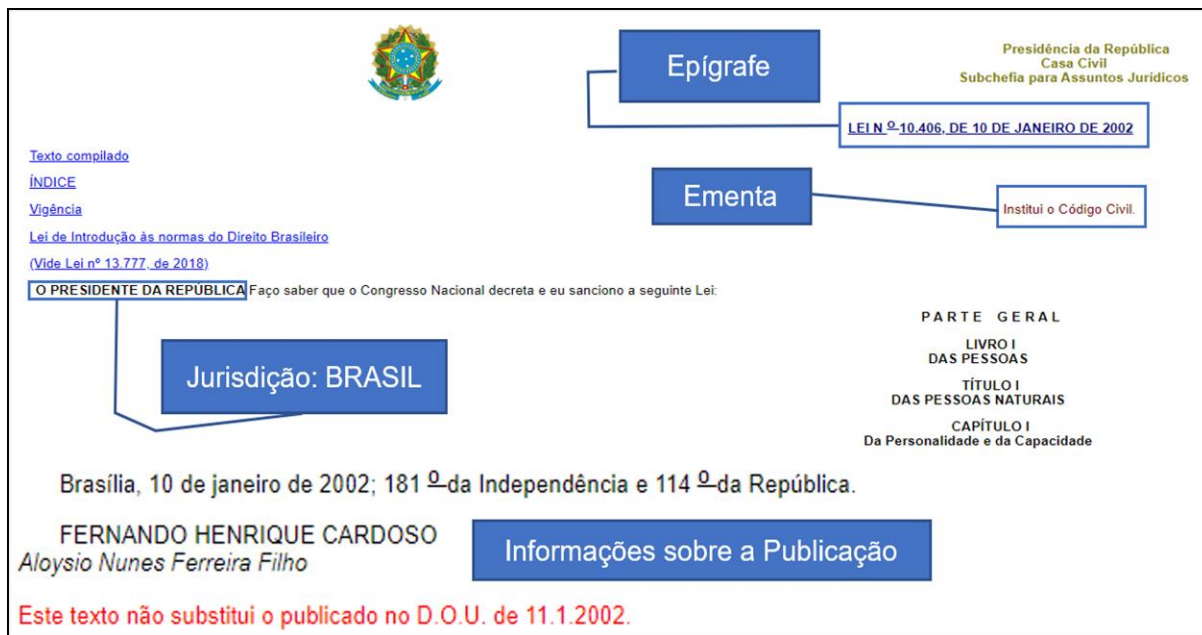 Epígrafe
Presidência da República
Casa Civil
Subchefia para Assuntos Jurídicos
LEI Nº 10.406, DE 10 DE JANEIRO DE 2002
Texto compilado
ÍNDICE
Vigência
Lei de Introdução às normas do Direito Brasileiro
(Vide Lei nº 13.777, de 2018)
Ementa
Institui o Código Civil.
O PRESIDENTE DA REPÚBLICA Faço saber que o Congresso Nacional decreta e eu sanciono a seguinte Lei:
Jurisdição: BRASIL
PARTE GERAL
LIVRO I
DAS PESSOAS
TÍTULO I
DAS PESSOAS NATURAIS
CAPÍTULO I
Da Personalidade e da Capacidade
Brasília, 10 de janeiro de 2002; 181º da Independência e 114º da República.
FERNANDO HENRIQUE CARDOSO
Aloysio Nunes Ferreira Filho
Informações sobre a Publicação
Este texto não substitui o publicado no D.O.U. de 11.1.2002.